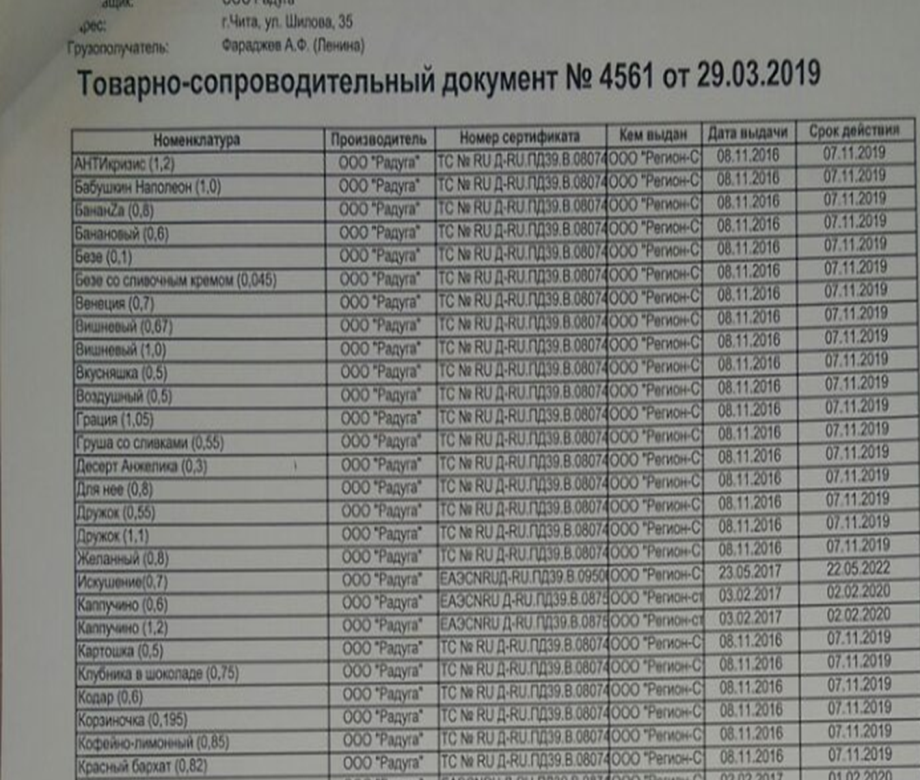 ООО Радуга
г.Чита, ул. Шилова, 35
Грузополучатель: Фараджев А.Ф. (Ленина)
Товарно-сопроводительный документ № 4561 от 29.03.2019
Номенклатура Производитель Номер сертификата Кем выдан Дата выдачи Срок действия
АНТИкризис (1,2) ООО "Радуга" ТС № RU Д-RU.ПД39.В.08074 ООО "Регион-С 08.11.2016 07.11.2019
Бабушкин Наполеон (1,0) ООО "Радуга" ТС № RU Д-RU.ПД39.В.08074 ООО "Регион-С 08.11.2016 07.11.2019
БананZа (0,8) ООО "Радуга" ТС № RU Д-RU.ПД39.В.08074 ООО "Регион-С 08.11.2016 07.11.2019
Банановый (0,6) ООО "Радуга" ТС № RU Д-RU.ПД39.В.08074 ООО "Регион-С 08.11.2016 07.11.2019
Безе (0,1) ООО "Радуга" ТС № RU Д-RU.ПД39.В.08074 ООО "Регион-С 08.11.2016 07.11.2019
Безе со сливочным кремом (0,045) ООО "Радуга" ТС № RU Д-RU.ПД39.В.08074 ООО "Регион-С 08.11.2016 07.11.2019
Венеция (0,7) ООО "Радуга" ТС № RU Д-RU.ПД39.В.08074 ООО "Регион-С 08.11.2016 07.11.2019
Вишневый (0,67) ООО "Радуга" ТС № RU Д-RU.ПД39.В.08074 ООО "Регион-С 08.11.2016 07.11.2019
Вишневый (1,0) ООО "Радуга" ТС № RU Д-RU.ПД39.В.08074 ООО "Регион-С 08.11.2016 07.11.2019
Вкусняшка (0,5) ООО "Радуга" ТС № RU Д-RU.ПД39.В.08074 ООО "Регион-С 08.11.2016 07.11.2019
Воздушный (0,5) ООО "Радуга" ТС № RU Д-RU.ПД39.В.08074 ООО "Регион-С 08.11.2016 07.11.2019
Грация (1,05) ООО "Радуга" ТС № RU Д-RU.ПД39.В.08074 ООО "Регион-С 08.11.2016 07.11.2019
Груша со сливками (0,55) ООО "Радуга" ТС № RU Д-RU.ПД39.В.08074 ООО "Регион-С 08.11.2016 07.11.2019
Десерт Анжелика (0,3) ООО "Радуга" ТС № RU Д-RU.ПД39.В.08074 ООО "Регион-С 08.11.2016 07.11.2019
Для нее (0,8) ООО "Радуга" ТС № RU Д-RU.ПД39.В.08074 ООО "Регион-С 08.11.2016 07.11.2019
Дружок (0,55) ООО "Радуга" ТС № RU Д-RU.ПД39.В.08074 ООО "Регион-С 08.11.2016 07.11.2019
Дружок (1,1) ООО "Радуга" ТС № RU Д-RU.ПД39.В.08074 ООО "Регион-С 08.11.2016 07.11.2019
Желанный (0,8) ООО "Радуга" ТС № RU Д-RU.ПД39.В.08074 ООО "Регион-С 08.11.2016 07.11.2019
Искушение(0,7) ООО "Радуга" ЕАЭСNRUД-RU.ПД39.В.0950 ООО "Регион-С 23.05.2017 22.05.2022
Каппучино (0,6) ООО "Радуга" ЕАЭСNRU Д-RU.ПД39.В.0875 ООО "Регион-ст 03.02.2017 02.02.2020
Каппучино (1,2) ООО "Радуга" ЕАЭСNRU Д-RU.ПД39.В.0875 ООО "Регион-ст 03.02.2017 02.02.2020
Картошка (0,5) ООО "Радуга" ТС № RU Д-RU.ПД39.В.08074 ООО "Регион-С 08.11.2016 07.11.2019
Клубника в шоколаде (0,75) ООО "Радуга" ТС № RU Д-RU.ПД39.В.08074 ООО "Регион-С 08.11.2016 07.11.2019
Кодар (0,6) ООО "Радуга" ТС № RU Д-RU.ПД39.В.08074 ООО "Регион-С 08.11.2016 07.11.2019
Корзиночка (0,195) ООО "Радуга" ТС № RU Д-RU.ПД39.В.08074 ООО "Регион-С 08.11.2016 07.11.2019
Кофейно-лимонный (0,85) ООО "Радуга" ТС № RU Д-RU.ПД39.В.08074 ООО "Регион-С 08.11.2016 07.11.2019
Красный бархат (0,82) ООО "Радуга" ТС № RU Д-RU.ПД39.В.08074 ООО "Регион-С 08.11.2016 07.11.2019